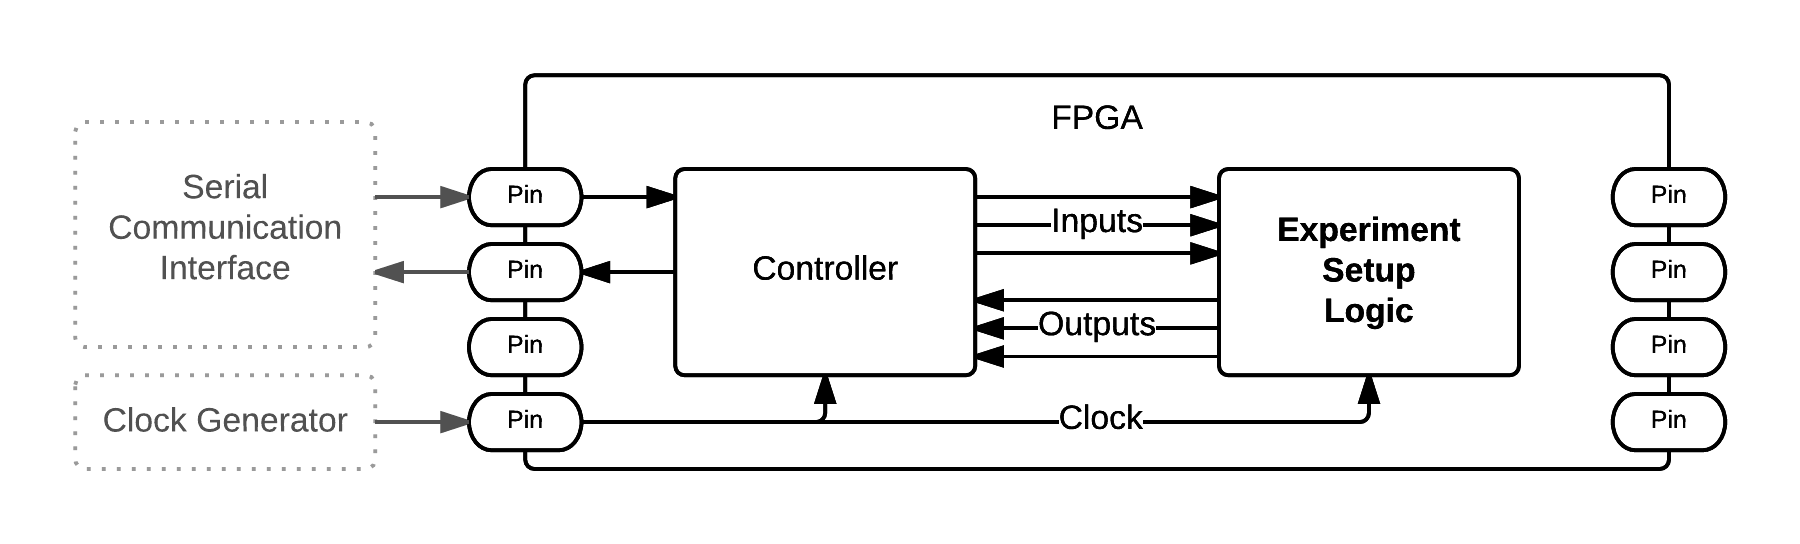 FPGA
Serial
Communication
Interface
Clock Generator
Pin
Pin
Pin
Pin
Controller
Inputs
Outputs
Clock
Experiment
Setup
Logic
Pin
Pin
Pin
Pin